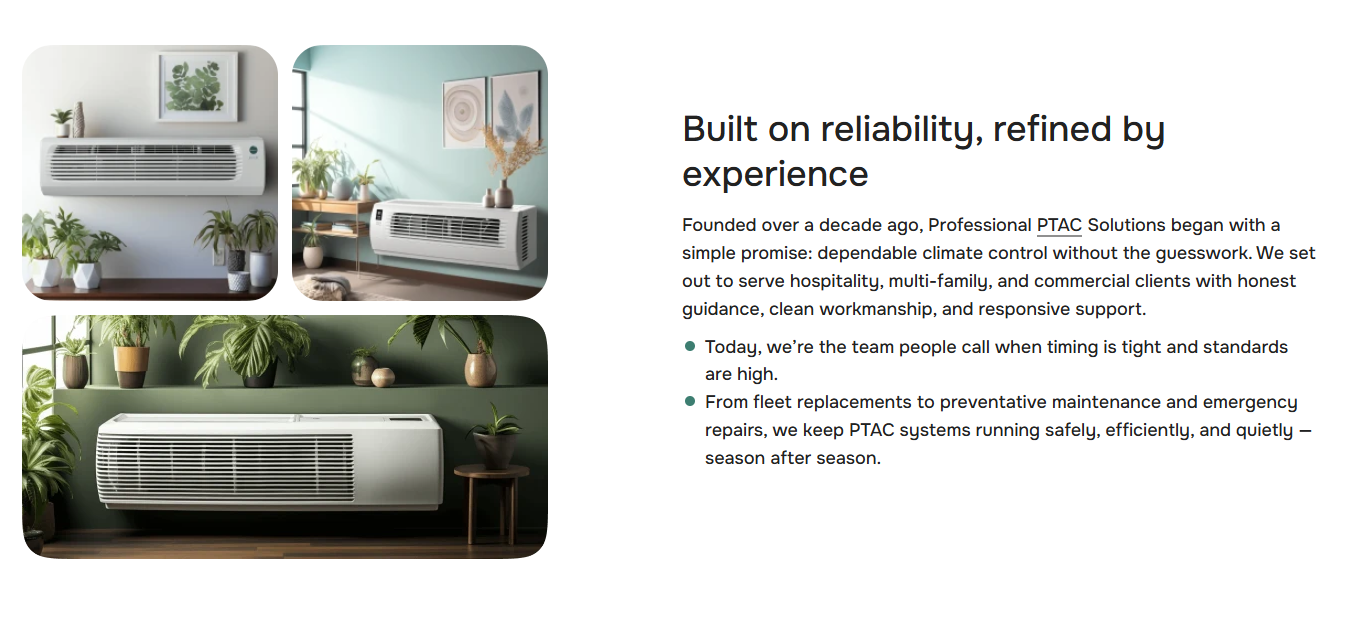 Built on reliability, refined by
experience
Founded over a decade ago, Professional PTAC Solutions began with a
simple promise: dependable climate control without the guesswork. We set
out to serve hospitality, multi-family, and commercial clients with honest
guidance, clean workmanship, and responsive support.
Today, we’re the team people call when timing is tight and standards
are high.
From fleet replacements to preventative maintenance and emergency
repairs, we keep PTAC systems running safely, efficiently, and quietly —
season after season.